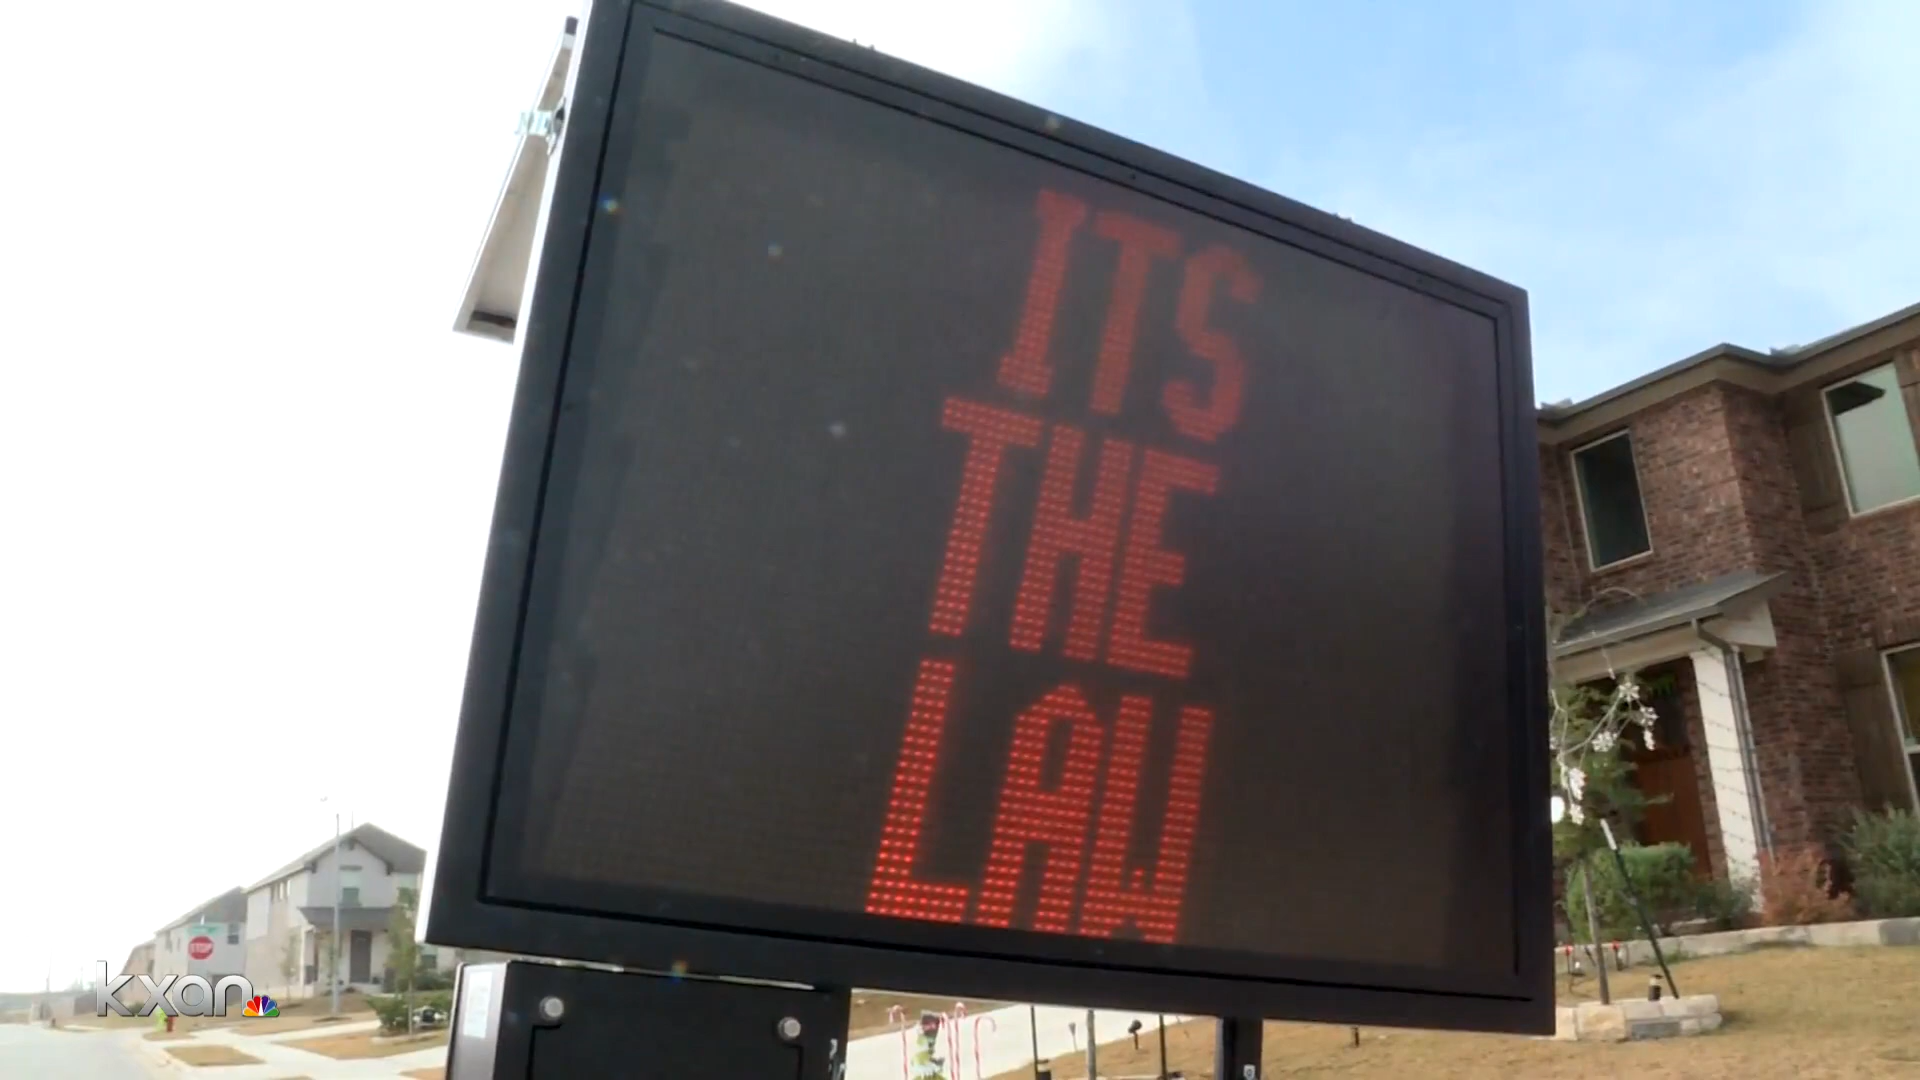 ITS
THE
LAW
STOP
kxan